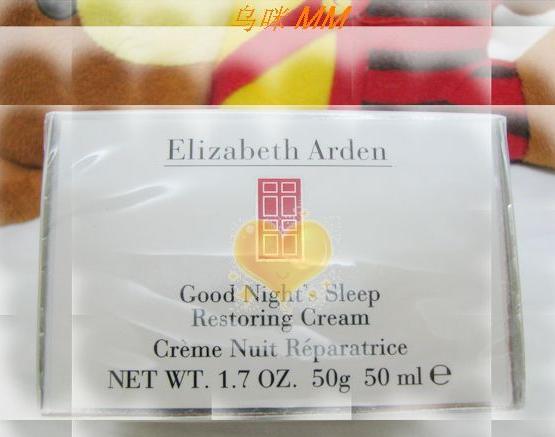 乌咪 MM
Elizabeth Arden
Good Night's Sleep
Restoring Cream
Crème Nuit Réparatrice
NET WT. 1.7 OZ. 50g 50 ml ℮